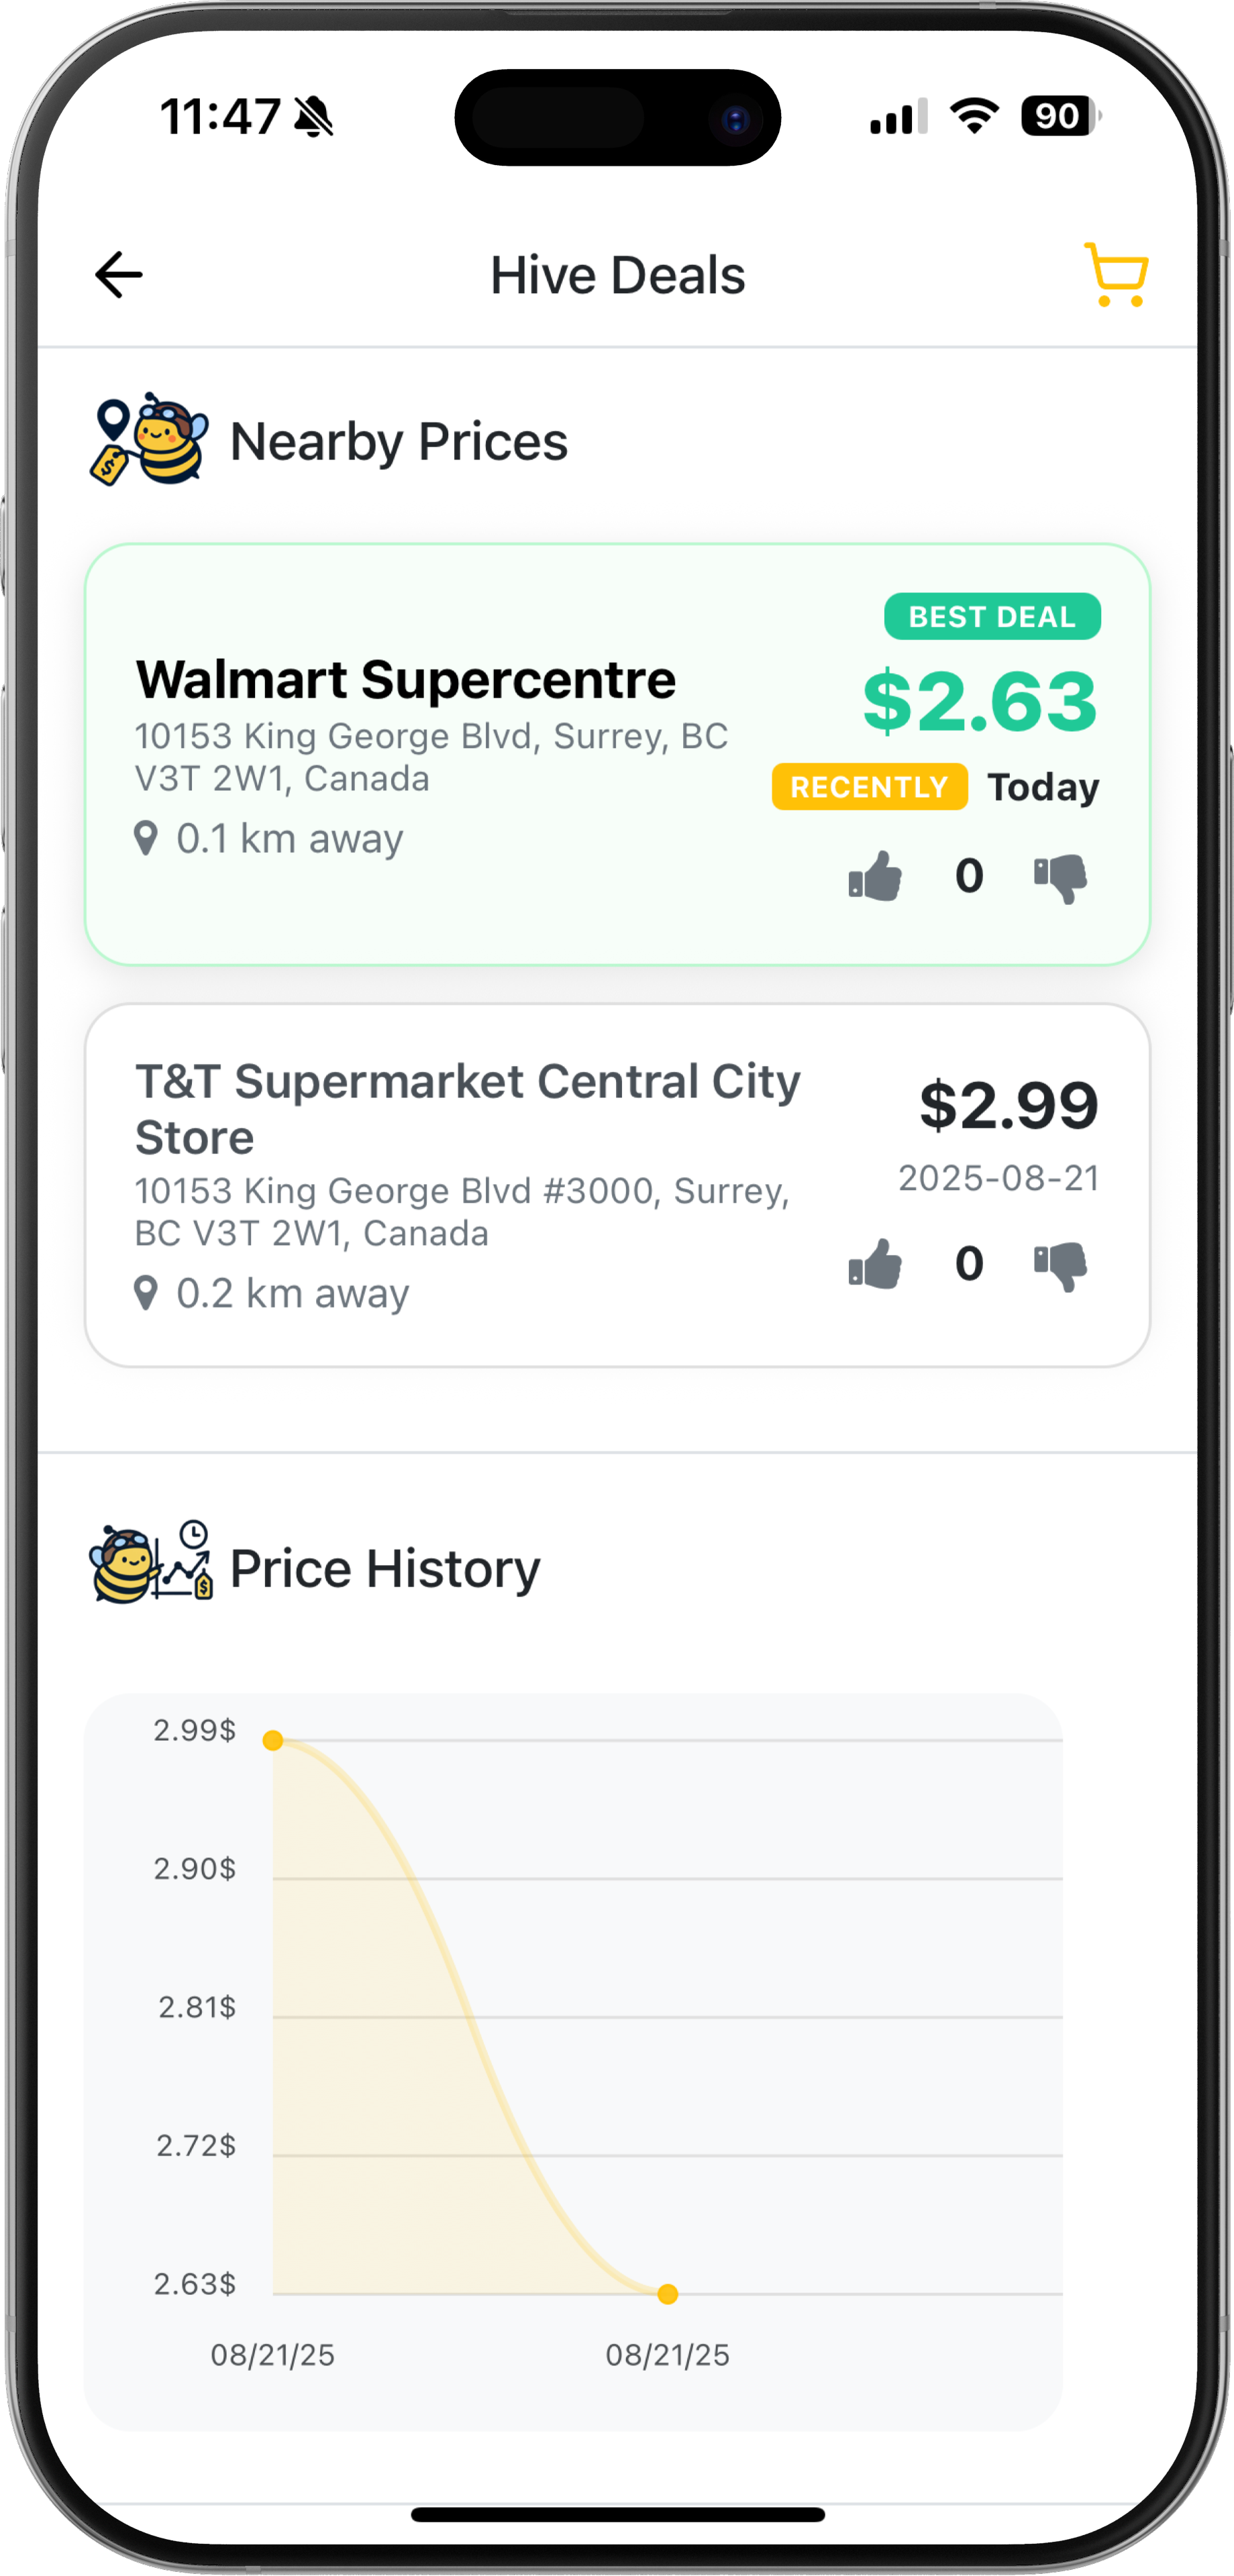 11:47
90
Hive Deals
$
Nearby Prices
BEST DEAL
Walmart Supercentre
$2.63
10153 King George Blvd, Surrey, BC
V3T 2W1, Canada
RECENTLY Today
0.1 km away
0
T&T Supermarket Central City
Store
$2.99
10153 King George Blvd #3000, Surrey,
BC V3T 2W1, Canada
2025-08-21
0.2 km away
0
$
Price History
2.99$
2.90$
2.81$
2.72$
2.63$
08/21/25 08/21/25